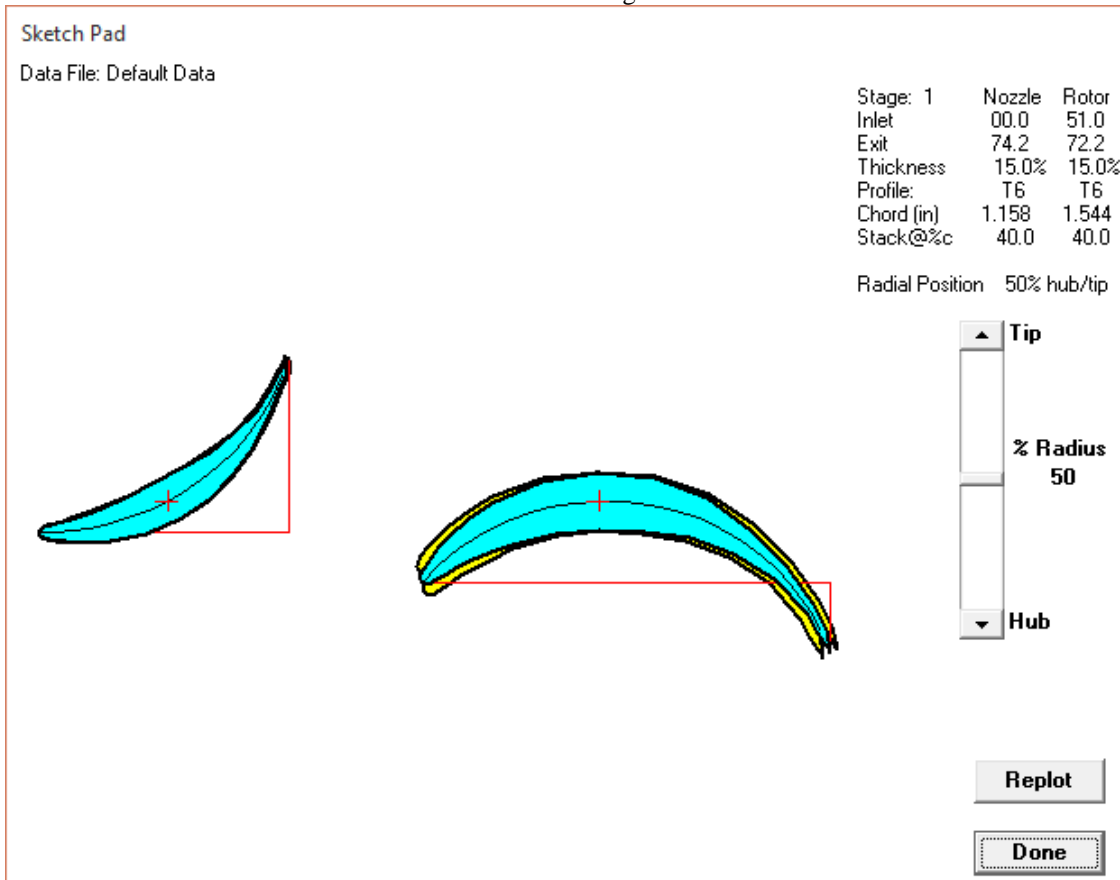 Sketch Pad
Data File: Default Data
Stage: 1 Nozzle Rotor
Inlet 00.0 51.0
Exit 74.2 72.2
Thickness 15.0% 15.0%
Profile: T6 T6
Chord (in) 1.158 1.544
Stack@%c 40.0 40.0
Radial Position 50% hub/tip
Tip
% Radius
50
Hub
Replot
Done